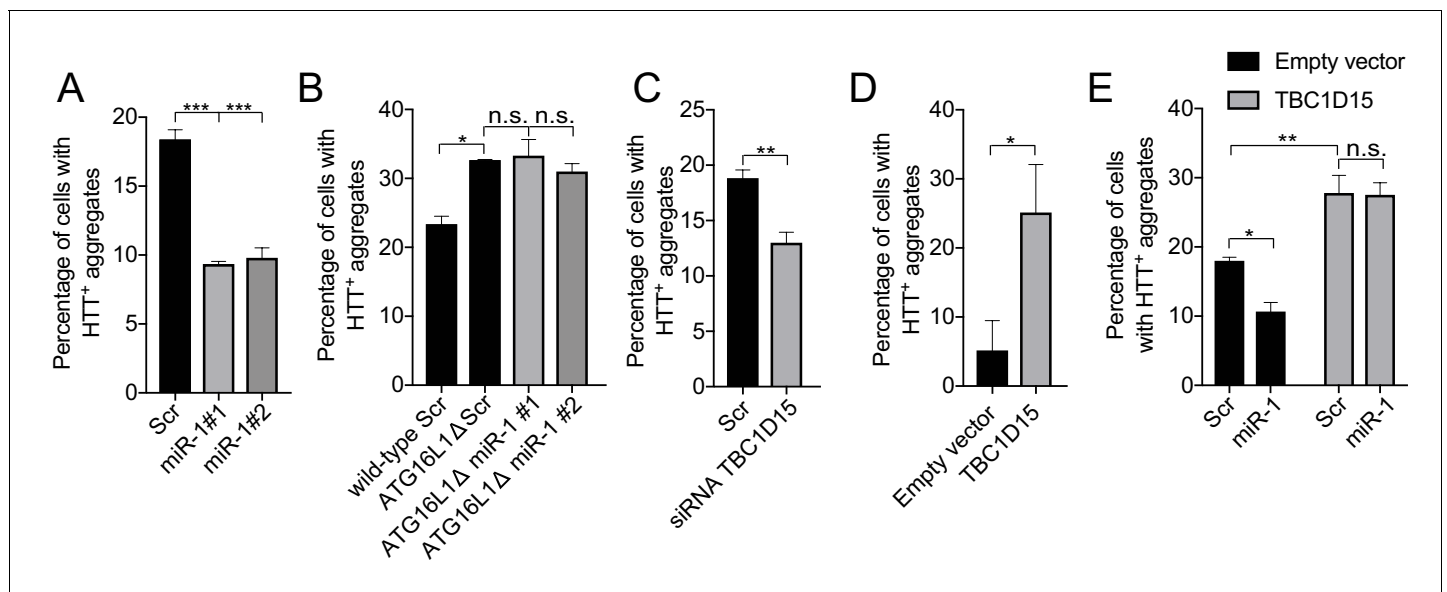 Empty vector
TBC1D15
A
Percentage of cells with
HTT+ aggregates
20
15
10
5
0
***
***
Scr
miR-1#1
miR-1#2
B
Percentage of cells with
HTT+ aggregates
40
30
20
10
0
*
n.s.
n.s.
wild-type Scr
ATG16L1Δ Scr
ATG16L1Δ miR-1 #1
ATG16L1Δ miR-1 #2
C
Percentage of cells with
HTT+ aggregates
25
20
15
10
5
0
**
Scr
siRNA TBC1D15
D
Percentage of cells with
HTT+ aggregates
40
30
20
10
0
*
Empty vector
TBC1D15
E
Percentage of cells
with HTT+ aggregates
40
30
20
10
0
**
n.s.
*
Scr
miR-1
Scr
miR-1